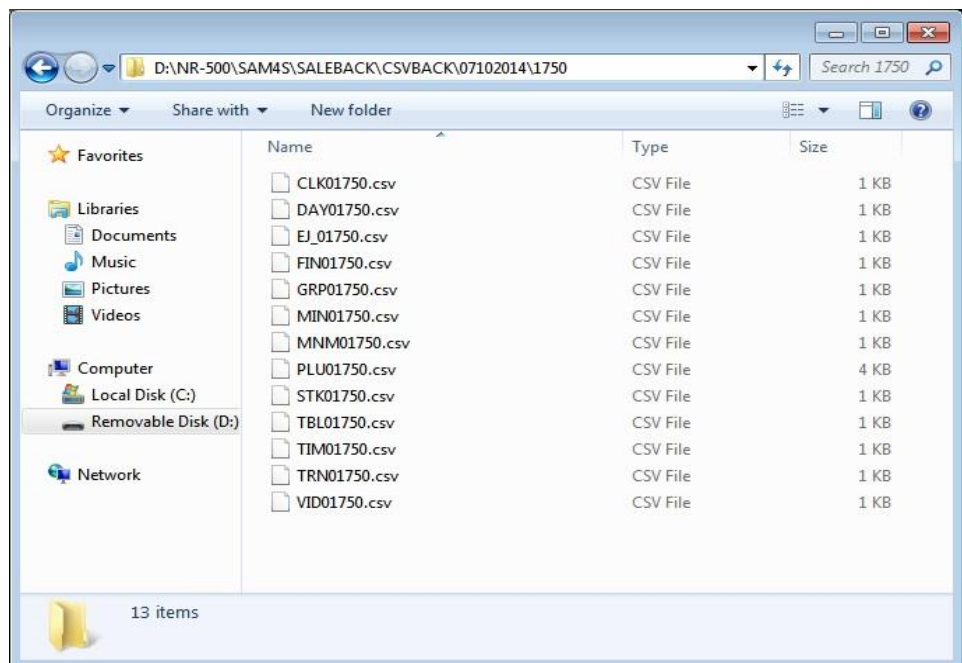 D:\NR-500\SAM4S\SALEBACK\CSVBACK\07102014\1750
Search 1750
Organize Share with New folder
Favorites
Libraries
Documents
Music
Pictures
Videos
Computer
Local Disk (C:)
Removable Disk (D:)
Network
Name Type Size
CLK01750.csv CSV File 1 KB
DAY01750.csv CSV File 1 KB
EJ_01750.csv CSV File 1 KB
FIN01750.csv CSV File 1 KB
GRP01750.csv CSV File 1 KB
MIN01750.csv CSV File 1 KB
MNM01750.csv CSV File 1 KB
PLU01750.csv CSV File 4 KB
STK01750.csv CSV File 1 KB
TBL01750.csv CSV File 1 KB
TIM01750.csv CSV File 1 KB
TRN01750.csv CSV File 1 KB
VID01750.csv CSV File 1 KB
13 items